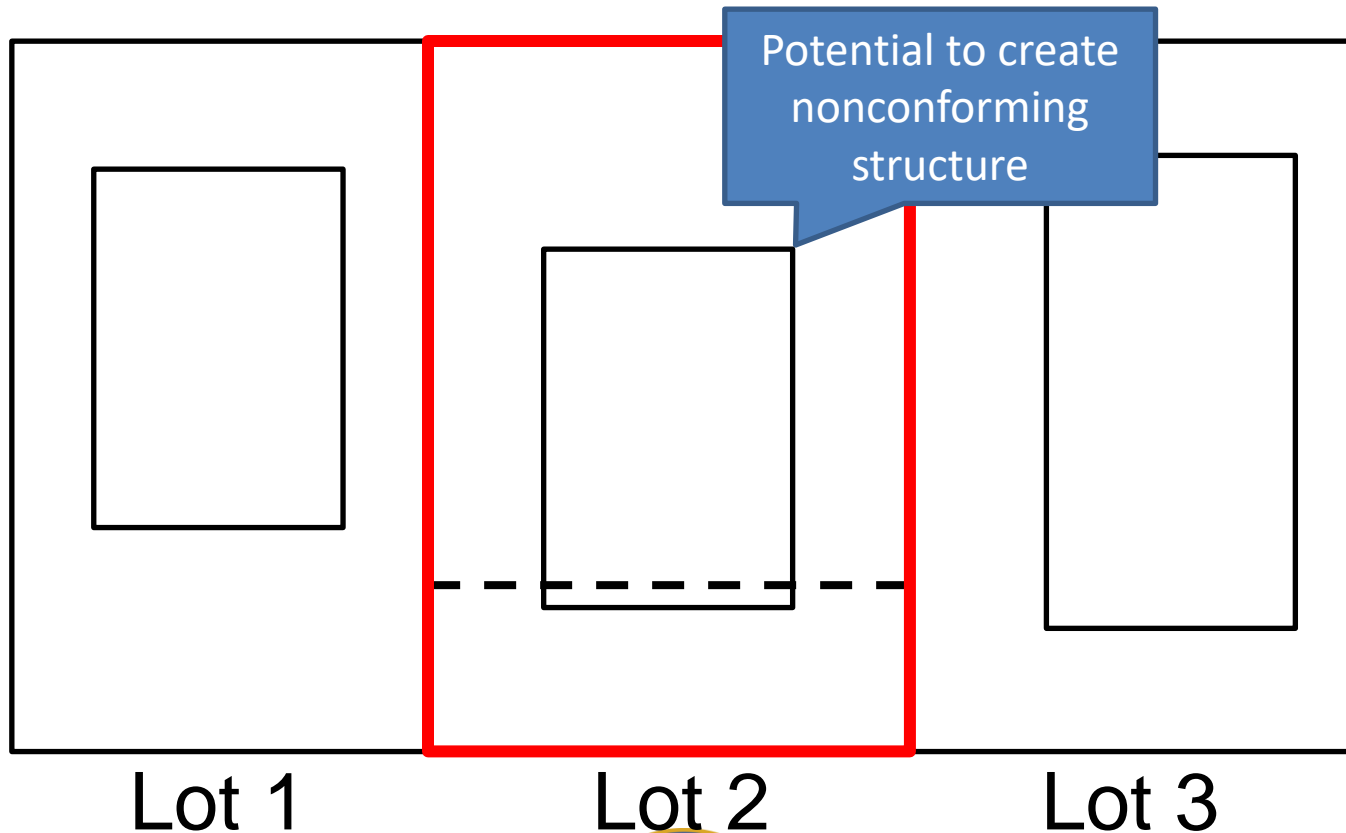 Potential to create
nonconforming
structure
Lot 1
Lot 2
Lot 3